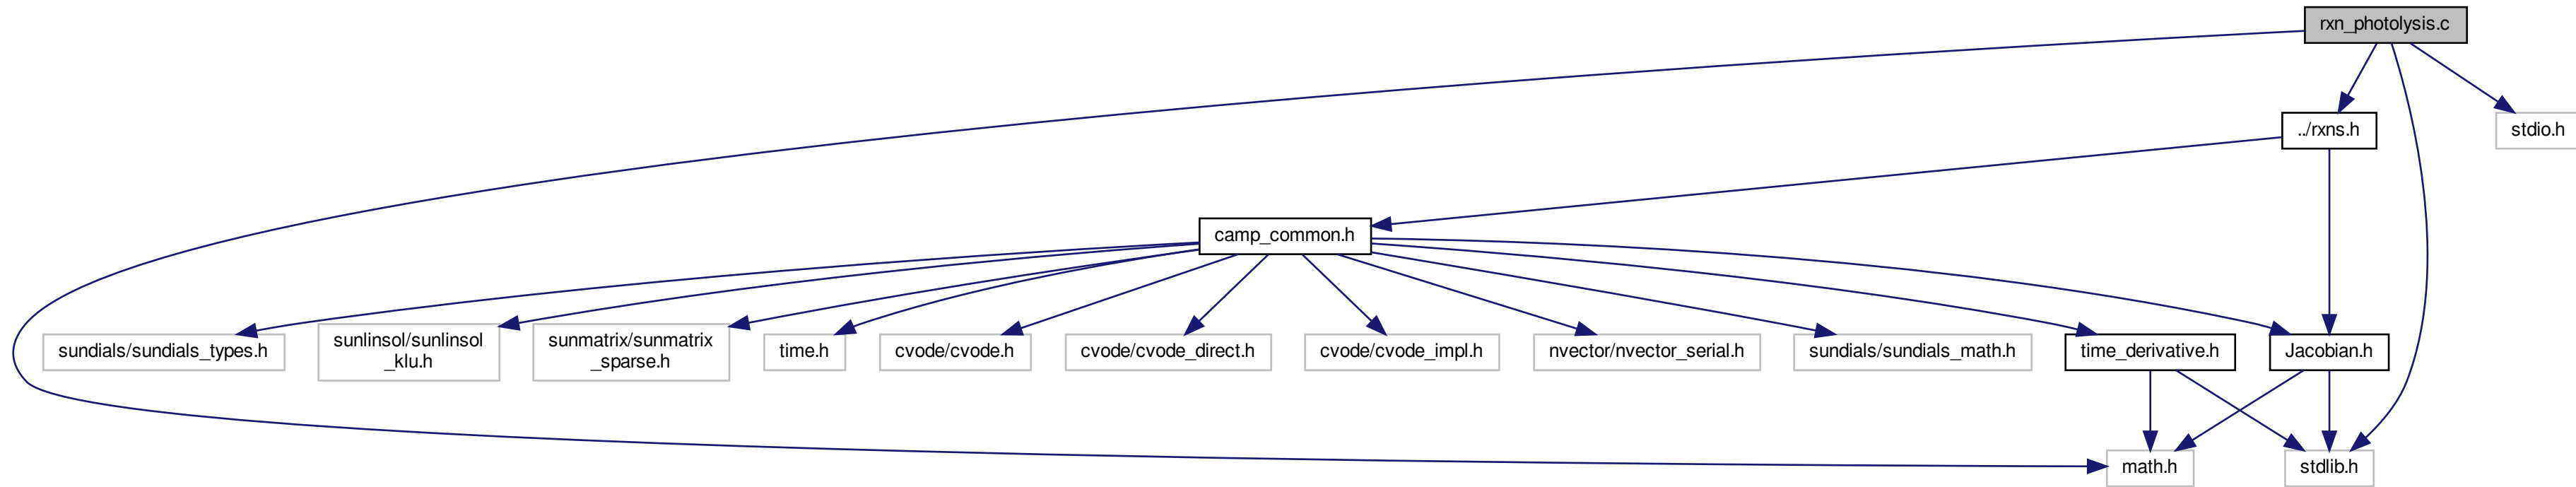 rxn_photolysis.c
../rxns.h
stdio.h
camp_common.h
sundials/sundials_types.h
sunlinsol/sunlinsol
_klu.h
sunmatrix/sunmatrix
_sparse.h
time.h
cvode/cvode.h
cvode/cvode_direct.h
cvode/cvode_impl.h
nvector/nvector_serial.h
sundials/sundials_math.h
time_derivative.h
Jacobian.h
math.h
stdlib.h